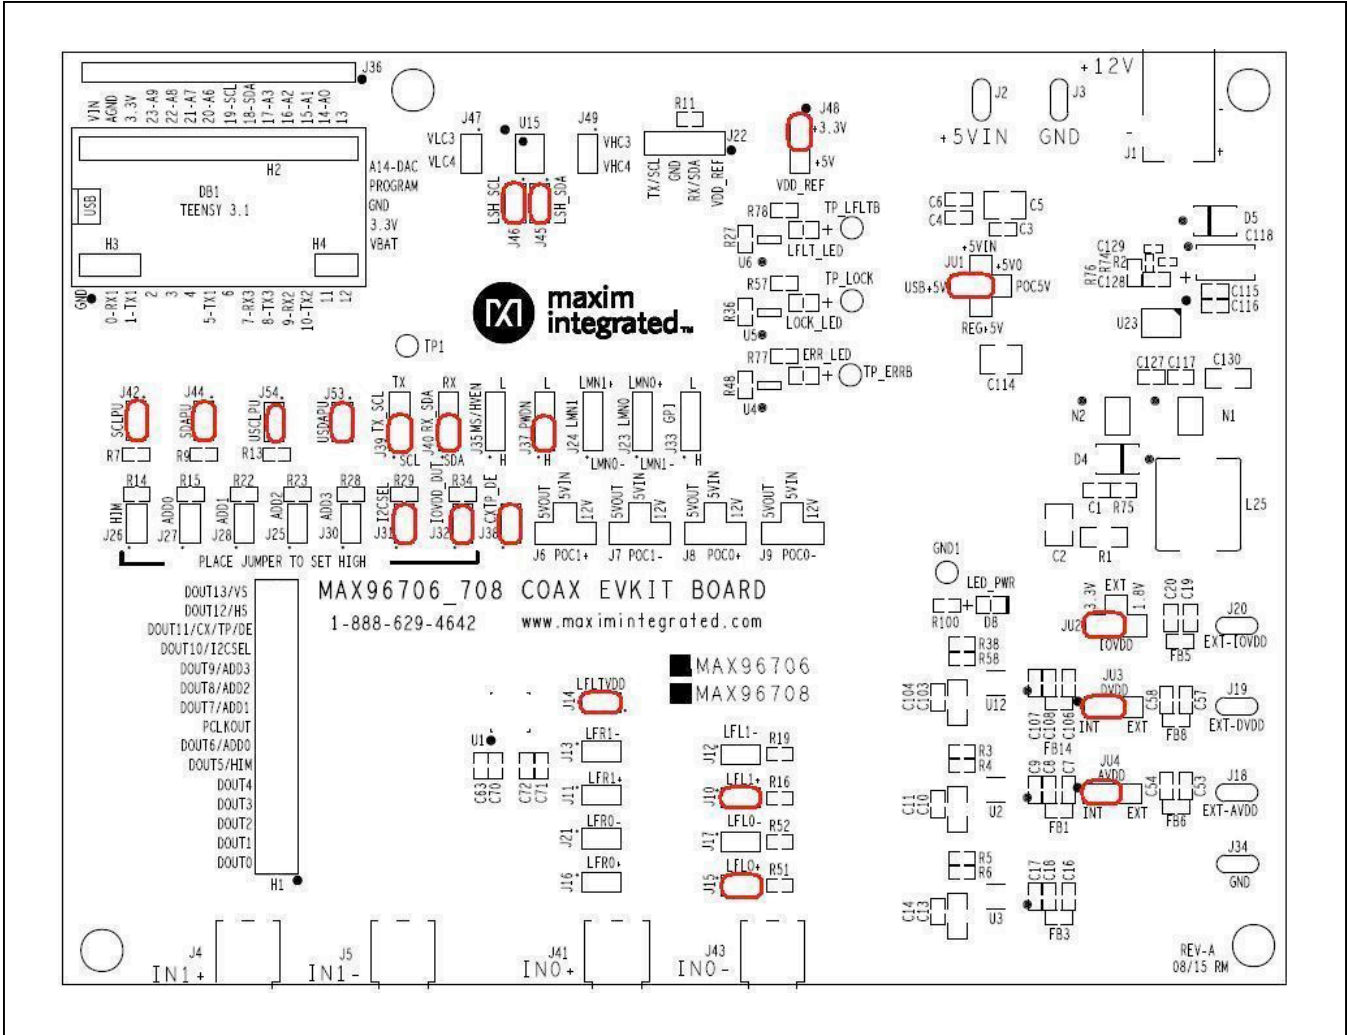 J36
VIN
AGND
3.3V
23-A9
22-A8
21-A7
20-A6
19-SCL
18-SDA
17-A3
16-A2
15-A1
14-A0
13
H2
DB1
TEENSY 3.1
USB
H3
H4
A14-DAC
PROGRAM
GND
3.3V
VBAT
GND
0-RX1
1-TX1
2
3
4
5-TX1
6
7-RX3
8-TX3
9-RX2
10-TX2
11
12
J47
VLC3
VLC4
U15
J49
VHC3
VHC4
LSH_SCL
LSH_SDA
J46
J45
R11
J22
TX/SCL
GND
RX/SDA
VDD_REF
J48
+3.3V
+5V
VDD_REF
+12V
J2
J3
+5VIN
GND
J1
-
+
R78
TP_LFLTB
R27
+
LFLT_LED
U6
R57
TP_LOCK
R36
+
LOCK_LED
U5
R77
ERR_LED
R48
+
TP_ERRB
U4
C6
C4
C5
C3
+5VIN
JU1
+5VO
USB+5V
POC5V
REG+5V
C114
D5
C118
C129
R2
R74
R76
C128
+
C115
C116
U23
C127
C117
C130
N2
N1
D4
C1
R75
L25
C2
R1
maxim
integrated™
TP1
J42
SCLPU
R7
J44
SDAPU
R9
J54
USCLPU
R13
J53
USDAPU
TX
J39 TX_SCL
SCL
RX
J40 RX_SDA
SDA
L
J35 MS/HVEN
H
L
J37 PWDN
H
LMN1+
J24 LMN1
LMN0-
LMN0+
J23 LMN0
LMN1-
L
J33 GPI
H
R14
J26 HIM
R15
J27 ADD0
R22
J28 ADD1
R23
J25 ADD2
R28
J30 ADD3
R29
J31 I2CSEL
R34
J32 IOVDD_OUT
J38 CXTP_DE
PLACE JUMPER TO SET HIGH
5VOUT
5VIN
12V
J6 POC1+
5VOUT
5VIN
12V
J7 POC1-
5VOUT
5VIN
12V
J8 POC0+
5VOUT
5VIN
12V
J9 POC0-
MAX96706_708 COAX EVKIT BOARD
1-888-629-4642
www.maximintegrated.com
MAX96706
MAX96708
DOUT13/VS
DOUT12/HS
DOUT11/CX/TP/DE
DOUT10/I2CSEL
DOUT9/ADD3
DOUT8/ADD2
DOUT7/ADD1
PCLKOUT
DOUT6/ADD0
DOUT5/HIM
DOUT4
DOUT3
DOUT2
DOUT1
DOUT0
H1
U1
C63
C70
C72
C71
LFLTVDD
J14
LFR1-
J13
LFR1+
J11
LFR0-
J21
LFR0+
J16
LFL1-
J12
R19
LFL1+
J10
R16
LFL0-
J17
R52
LFL0+
J15
R51
GND1
LED_PWR
+
R100
D8
R38
R58
C104
C103
U12
R3
R4
C11
C10
U2
R5
R6
C14
C13
U3
3.3V
EXT
1.8V
JU2
IOVDD
C20
C19
FB5
J20
EXT-IOVDD
JU3
DVDD
INT
EXT
C107
C108
C106
FB14
C58
C57
FB8
J19
EXT-DVDD
JU4
AVDD
INT
EXT
C9
C8
C7
FB1
C54
C53
FB6
J18
EXT-AVDD
C17
C18
C16
FB3
J34
GND
J4
IN1+
J5
IN1-
J41
IN0+
J43
IN0-
REV-A
08/15 RM